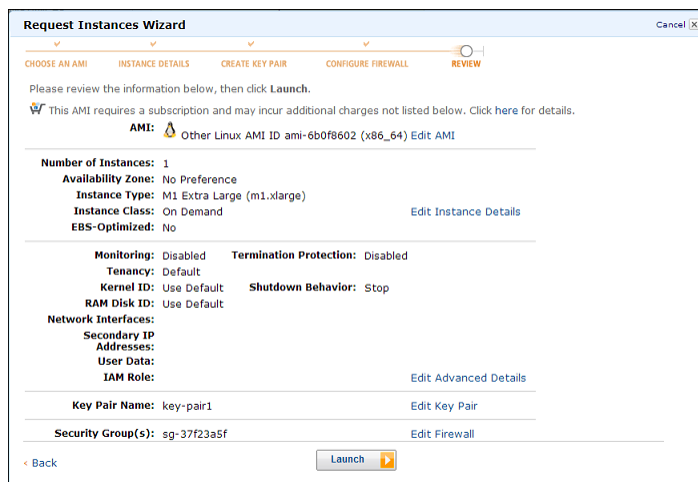 Request Instances Wizard
Cancel
CHOOSE AN AMI INSTANCE DETAILS CREATE KEY PAIR CONFIGURE FIREWALL REVIEW
Please review the information below, then click Launch.
This AMI requires a subscription and may incur additional charges not listed below. Click here for details.
AMI: Other Linux AMI ID ami-6b0f8602 (x86_64) Edit AMI
Number of Instances: 1
Availability Zone: No Preference
Instance Type: M1 Extra Large (m1.xlarge)
Instance Class: On Demand Edit Instance Details
EBS-Optimized: No
Monitoring: Disabled Termination Protection: Disabled
Tenancy: Default
Kernel ID: Use Default Shutdown Behavior: Stop
RAM Disk ID: Use Default
Network Interfaces:
Secondary IP
Addresses:
User Data:
IAM Role: Edit Advanced Details
Key Pair Name: key-pair1 Edit Key Pair
Security Group(s): sg-37f23a5f Edit Firewall
< Back Launch